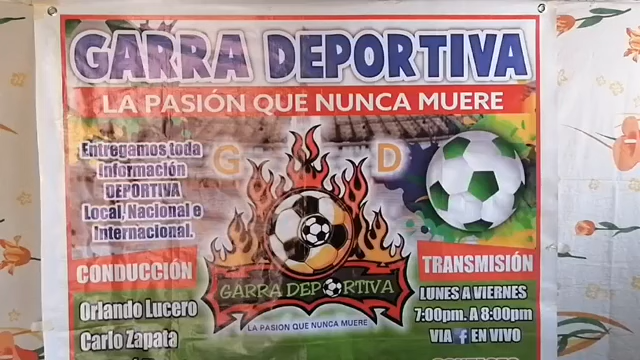 GARRA DEPORTIVA
LA PASIÓN QUE NUNCA MUERE
Entregamos toda
Información
DEPORTIVA
Local, Nacional e
Internacional.
G D
GARRA DEPORTIVA
LA PASION QUE NUNCA MUERE
CONDUCCIÓN
Orlando Lucero
Carlo Zapata
TRANSMISIÓN
LUNES A VIERNES
7:00pm. A 8:00pm
VIA f EN VIVO